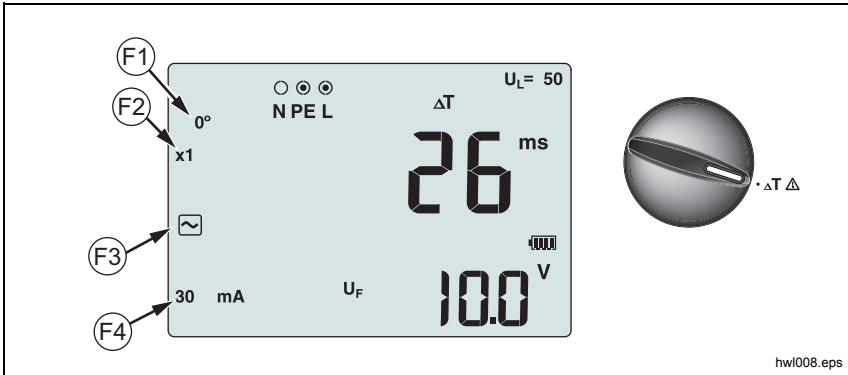 F1
U_L= 50
F2
0°
N PE L
ΔT
x1
26 ms
ΔT ⚠
F3
~
V
30 mA
U_F
10.0
F4
hwl008.eps